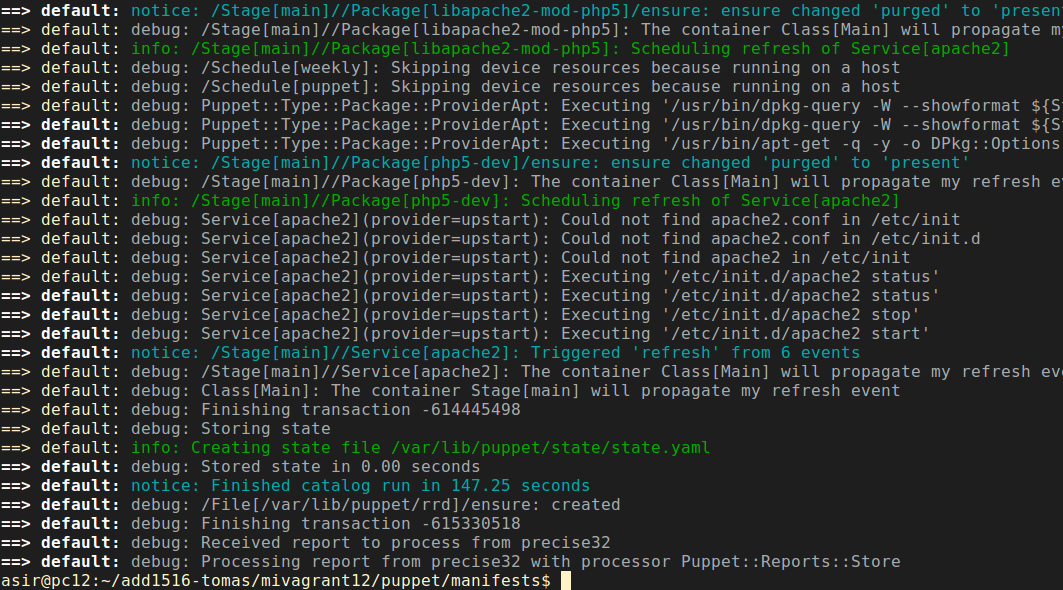 ==> default: notice: /Stage[main]//Package[libapache2-mod-php5]/ensure: ensure changed 'purged' to 'presen
==> default: debug: /Stage[main]//Package[libapache2-mod-php5]: The container Class[Main] will propagate m
==> default: info: /Stage[main]//Package[libapache2-mod-php5]: Scheduling refresh of Service[apache2]
==> default: debug: /Schedule[weekly]: Skipping device resources because running on a host
==> default: debug: /Schedule[puppet]: Skipping device resources because running on a host
==> default: debug: Puppet::Type::Package::ProviderApt: Executing '/usr/bin/dpkg-query -W --showformat ${S
==> default: debug: Puppet::Type::Package::ProviderApt: Executing '/usr/bin/dpkg-query -W --showformat ${S
==> default: debug: Puppet::Type::Package::ProviderApt: Executing '/usr/bin/apt-get -q -y -o DPkg::Options
==> default: notice: /Stage[main]//Package[php5-dev]/ensure: ensure changed 'purged' to 'present'
==> default: debug: /Stage[main]//Package[php5-dev]: The container Class[Main] will propagate my refresh ev
==> default: info: /Stage[main]//Package[php5-dev]: Scheduling refresh of Service[apache2]
==> default: debug: Service[apache2](provider=upstart): Could not find apache2.conf in /etc/init
==> default: debug: Service[apache2](provider=upstart): Could not find apache2.conf in /etc/init.d
==> default: debug: Service[apache2](provider=upstart): Could not find apache2 in /etc/init
==> default: debug: Service[apache2](provider=upstart): Executing '/etc/init.d/apache2 status'
==> default: debug: Service[apache2](provider=upstart): Executing '/etc/init.d/apache2 status'
==> default: debug: Service[apache2](provider=upstart): Executing '/etc/init.d/apache2 stop'
==> default: debug: Service[apache2](provider=upstart): Executing '/etc/init.d/apache2 start'
==> default: notice: /Stage[main]//Service[apache2]: Triggered 'refresh' from 6 events
==> default: debug: /Stage[main]//Service[apache2]: The container Class[Main] will propagate my refresh eve
==> default: debug: Class[Main]: The container Stage[main] will propagate my refresh event
==> default: debug: Finishing transaction -614445498
==> default: debug: Storing state
==> default: info: Creating state file /var/lib/puppet/state/state.yaml
==> default: debug: Stored state in 0.00 seconds
==> default: notice: Finished catalog run in 147.25 seconds
==> default: debug: /File[/var/lib/puppet/rrd]/ensure: created
==> default: debug: Finishing transaction -615330518
==> default: debug: Received report to process from precise32
==> default: debug: Processing report from precise32 with processor Puppet::Reports::Store
asir@pc12:~/add1516-tomas/mivagrant12/puppet/manifests$